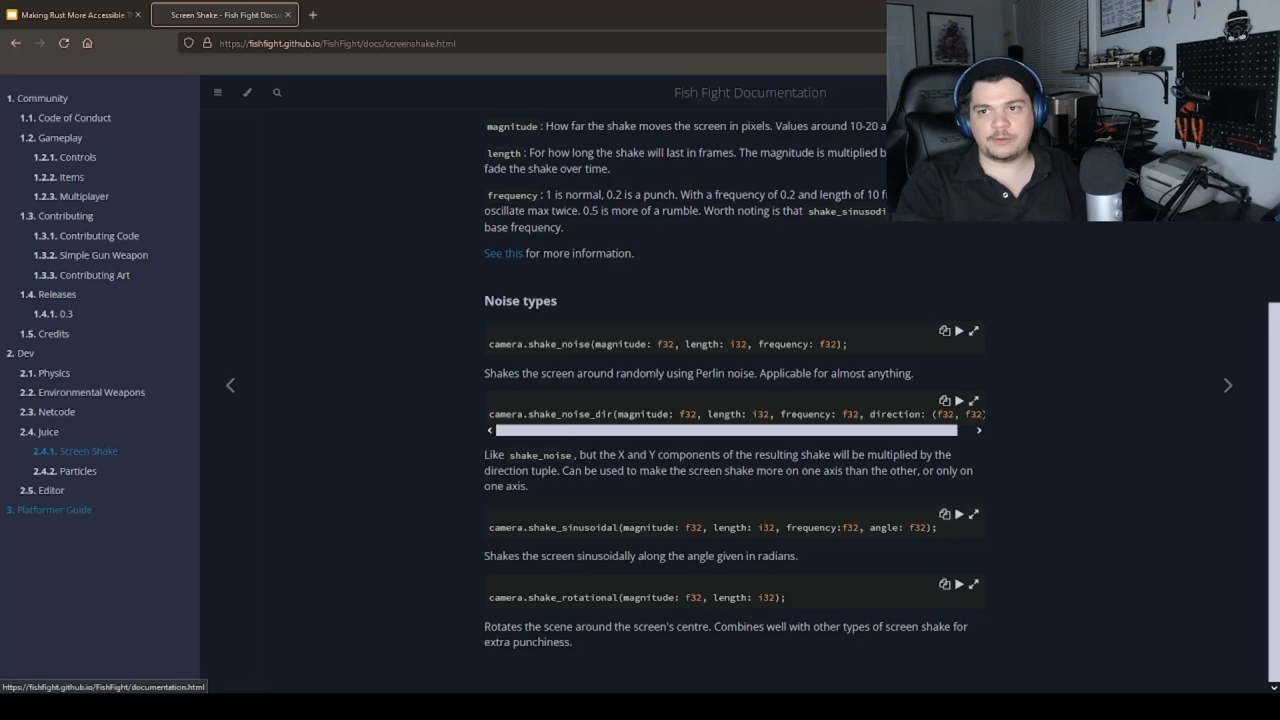 Making Rust More Accessible T
Screen Shake - Fish Fight Docu
https://fishfight.github.io/FishFight/docs/screenshake.html
Fish Fight Documentation
1. Community
1.1. Code of Conduct
1.2. Gameplay
1.2.1. Controls
1.2.2. Items
1.2.3. Multiplayer
1.3. Contributing
1.3.1. Contributing Code
1.3.2. Simple Gun Weapon
1.3.3. Contributing Art
1.4. Releases
1.4.1. 0.3
1.5. Credits
2. Dev
2.1. Physics
2.2. Environmental Weapons
2.3. Netcode
2.4. Juice
2.4.1. Screen Shake
2.4.2. Particles
2.5. Editor
3. Platformer Guide
magnitude: How far the shake moves the screen in pixels. Values around 10-20 a
length: For how long the shake will last in frames. The magnitude is multiplied b
fade the shake over time.
frequency: 1 is normal, 0.2 is a punch. With a frequency of 0.2 and length of 10 f
oscillate max twice. 0.5 is more of a rumble. Worth noting is that shake_sinusodi
base frequency.
See this for more information.
Noise types
camera.shake_noise(magnitude: f32, length: i32, frequency: f32);
Shakes the screen around randomly using Perlin noise. Applicable for almost anything.
camera.shake_noise_dir(magnitude: f32, length: i32, frequency: f32, direction: (f32, f32)
Like shake_noise, but the X and Y components of the resulting shake will be multiplied by the
direction tuple. Can be used to make the screen shake more on one axis than the other, or only on
one axis.
camera.shake_sinusoidal(magnitude: f32, length: i32, frequency:f32, angle: f32);
Shakes the screen sinusoidally along the angle given in radians.
camera.shake_rotational(magnitude: f32, length: i32);
Rotates the scene around the screen's centre. Combines well with other types of screen shake for
extra punchiness.
https://fishfight.github.io/FishFight/documentation.html